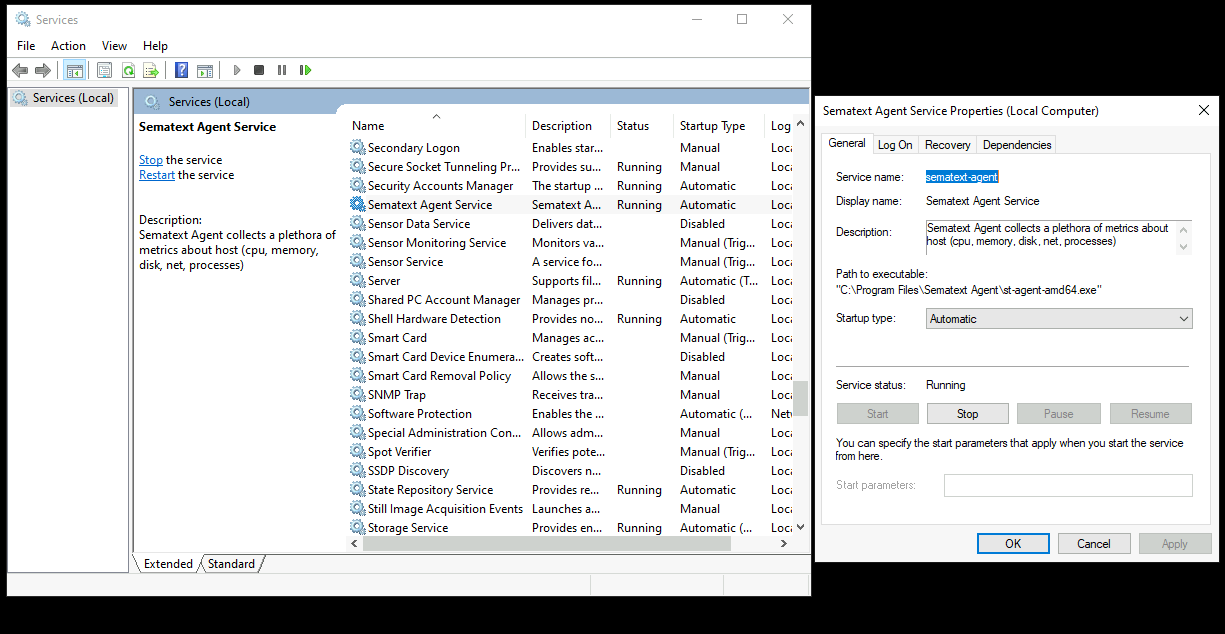 Services
File Action View Help
Services (Local)
Services (Local)
Sematext Agent Service
Stop the service
Restart the service
Description:
Sematext Agent collects a plethora of
metrics about host (cpu, memory,
disk, net, processes)
Name Description Status Startup Type Log
Secondary Logon Enables star... Manual Loca
Secure Socket Tunneling Pr... Provides su... Running Manual Loca
Security Accounts Manager The startup ... Running Automatic Loca
Sematext Agent Service Sematext A... Running Automatic Loca
Sensor Data Service Delivers dat... Disabled Loca
Sensor Monitoring Service Monitors va... Manual (Trig... Loca
Sensor Service A service fo... Manual (Trig... Loca
Server Supports fil... Running Automatic (T... Loca
Shared PC Account Manager Manages pr... Disabled Loca
Shell Hardware Detection Provides no... Running Automatic Loca
Smart Card Manages ac... Manual (Trig... Loca
Smart Card Device Enumera... Creates soft... Disabled Loca
Smart Card Removal Policy Allows the s... Manual Loca
SNMP Trap Receives tra... Manual Loca
Software Protection Enables the ... Automatic (... Netw
Special Administration Con... Allows adm... Manual Loca
Spot Verifier Verifies pote... Manual (Trig... Loca
SSDP Discovery Discovers n... Disabled Loca
State Repository Service Provides re... Running Automatic Loca
Still Image Acquisition Events Launches a... Manual Loca
Storage Service Provides en... Running Automatic (... Loca
Extended Standard
Sematext Agent Service Properties (Local Computer)
General Log On Recovery Dependencies
Service name: sematext-agent
Display name: Sematext Agent Service
Description: Sematext Agent collects a plethora of metrics about
host (cpu, memory, disk, net, processes)
Path to executable:
"C:\Program Files\Sematext Agent\st-agent-amd64.exe"
Startup type: Automatic
Service status: Running
Start Stop Pause Resume
You can specify the start parameters that apply when you start the service
from here.
Start parameters:
OK Cancel Apply